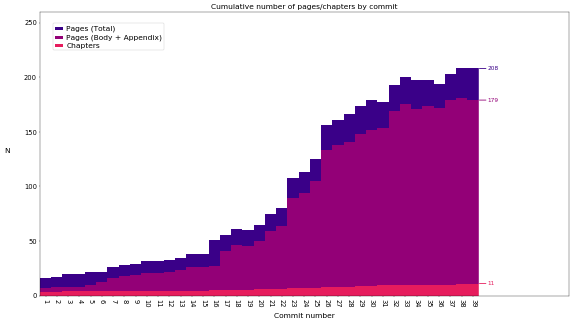 Cumulative number of pages/chapters by commit
250
Pages (Total)
Pages (Body + Appendix)
Chapters
200
208
179
150
N
100
50
11
0
1 2 3 4 5 6 7 8 9 10 11 12 13 14 15 16 17 18 19 20 21 22 23 24 25 26 27 28 29 30 31 32 33 34 35 36 37 38 39
Commit number